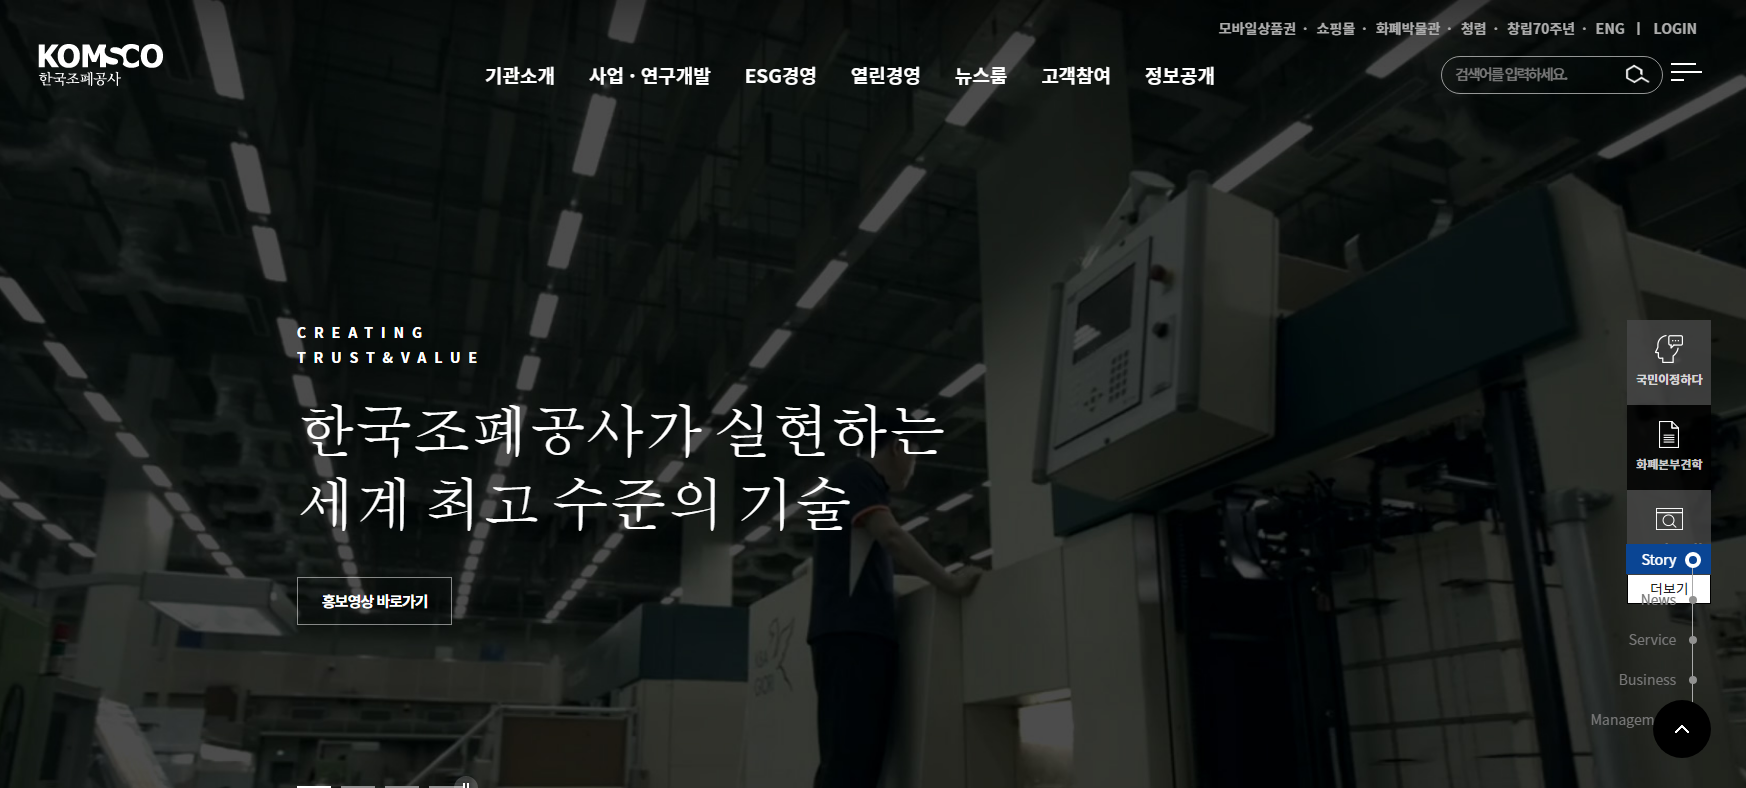 모바일상품권 · 쇼핑몰 · 화폐박물관 · 청렴 · 창립70주년 · ENG | LOGIN
KOMSCO
한국조폐공사
기관소개 사업 · 연구개발 ESG경영 열린경영 뉴스룸 고객참여 정보공개
검색어를 입력하세요.
CREATING
TRUST&VALUE
한국조폐공사가 실현하는
세계 최고 수준의 기술
홍보영상 바로가기
국민이정하다
화폐본부견학
Story
더보기
News
Service
Business
Managem